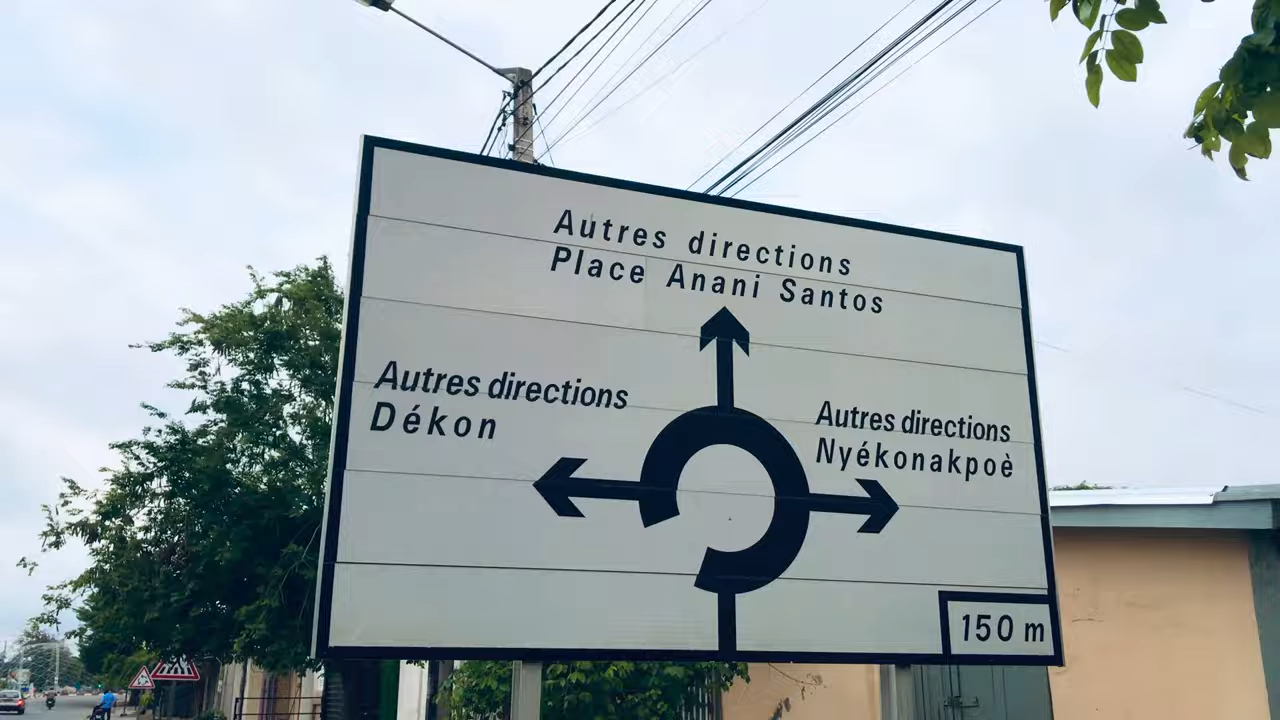 Autres directions
Place Anani Santos
Autres directions
Dékon
Autres directions
Nyékonakpoè
150 m